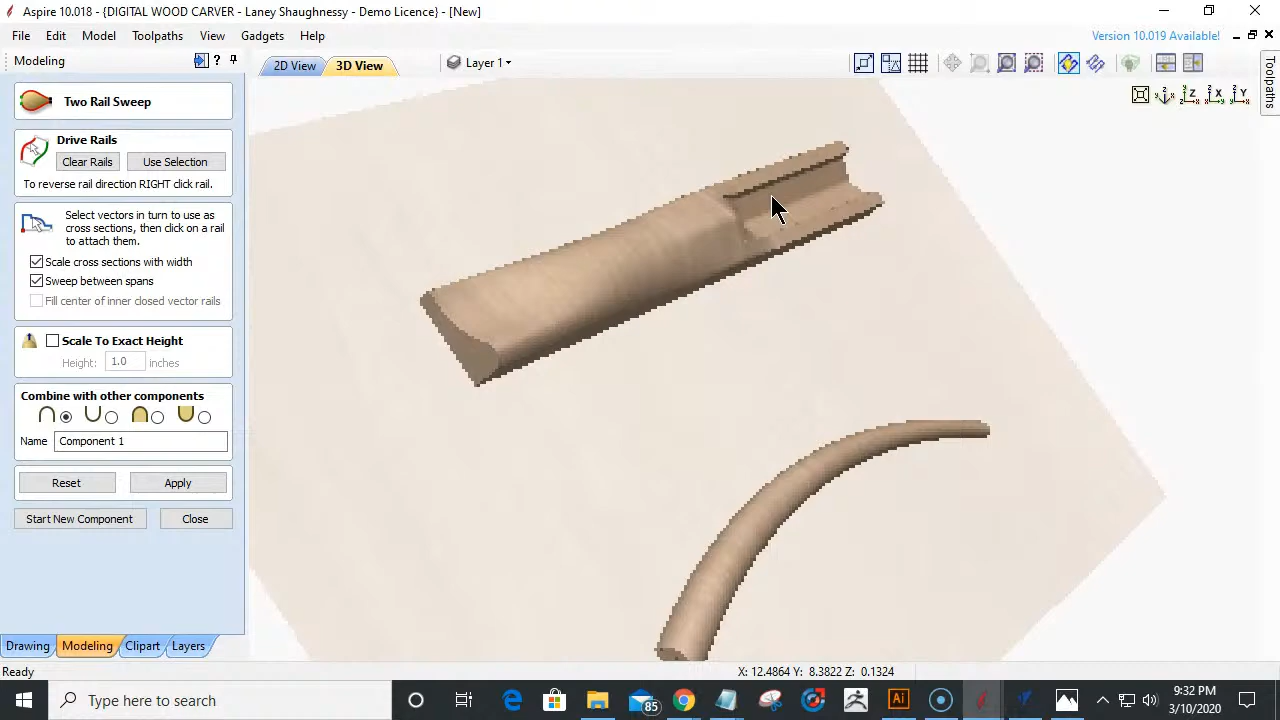 Aspire 10.018 - {DIGITAL WOOD CARVER - Laney Shaughnessy - Demo Licence} - [New]
File Edit Model Toolpaths View Gadgets Help
Version 10.019 Available!
Modeling
?
2D View
3D View
Layer 1
Toolpaths
Z
X
Y
Two Rail Sweep
Drive Rails
Clear Rails
Use Selection
To reverse rail direction RIGHT click rail.
Select vectors in turn to use as
cross sections, then click on a rail
to attach them.
Scale cross sections with width
Sweep between spans
Fill center of inner closed vector rails
Scale To Exact Height
Height: 1.0 inches
Combine with other components
Name Component 1
Reset
Apply
Start New Component
Close
Drawing
Modeling
Clipart
Layers
Ready
X: 12.4864 Y: 8.3822 Z: 0.1324
Type here to search
85
Ai
9:32 PM
3/10/2020